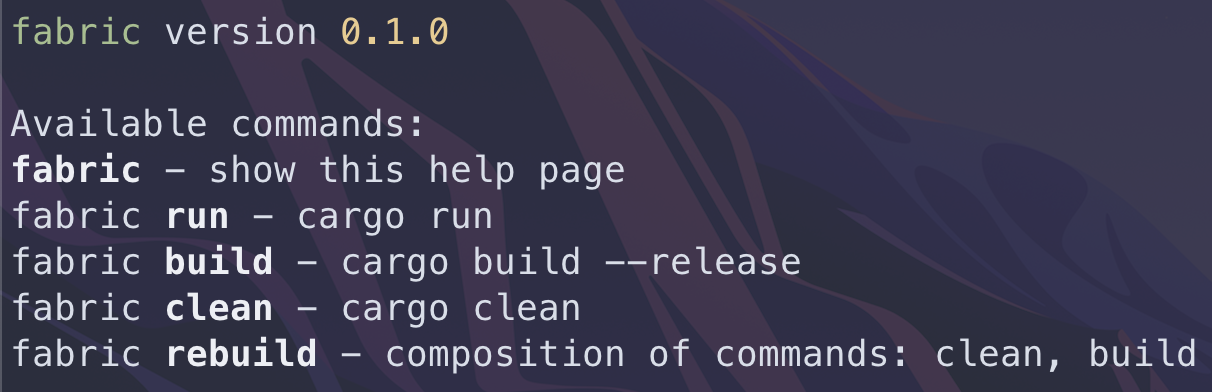 fabric version 0.1.0
Available commands:
fabric – show this help page
fabric run – cargo run
fabric build – cargo build --release
fabric clean – cargo clean
fabric rebuild – composition of commands: clean, build